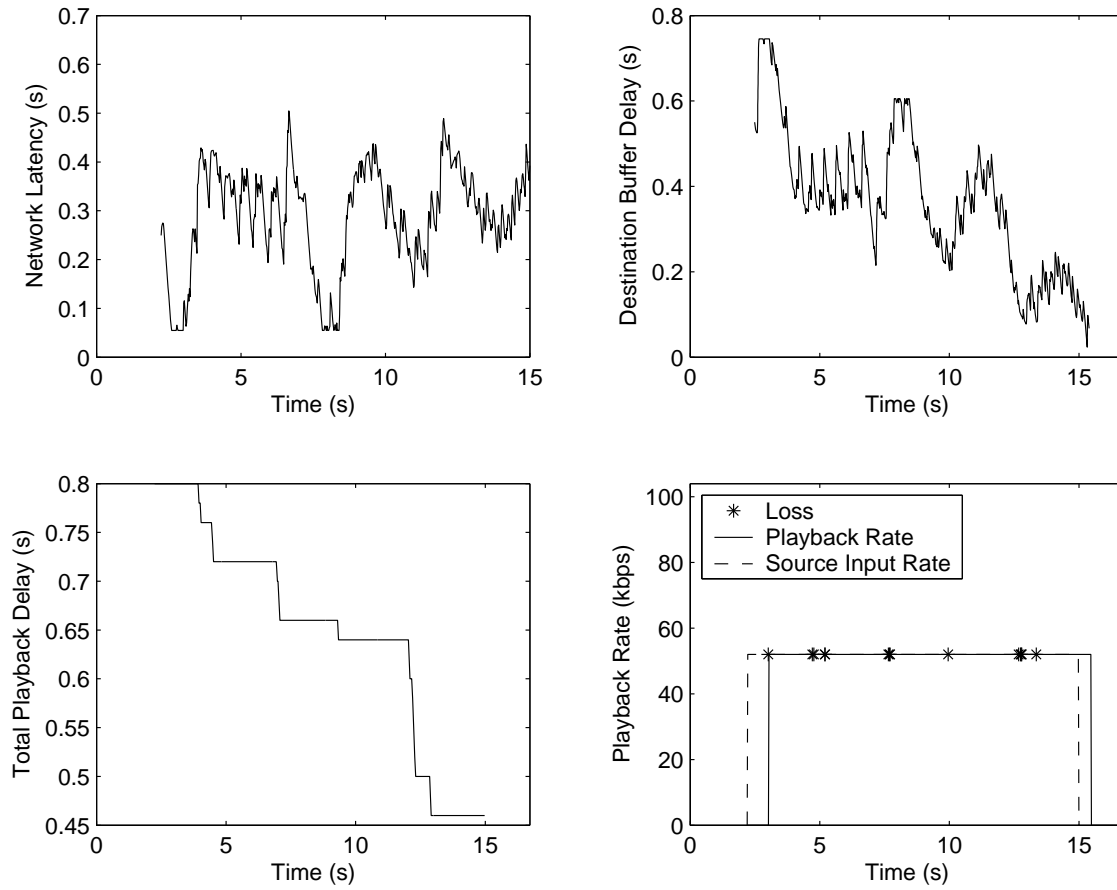 0.7
0.6
0.5
0.4
0.3
0.2
0.1
0
Network Latency (s)
0 5 10 15
Time (s)
0.8
0.6
0.4
0.2
0
Destination Buffer Delay (s)
0 5 10 15
Time (s)
0.8
0.75
0.7
0.65
0.6
0.55
0.5
0.45
Total Playback Delay (s)
0 5 10 15
Time (s)
100
80
60
40
20
0
Playback Rate (kbps)
Loss
Playback Rate
Source Input Rate
0 5 10 15
Time (s)